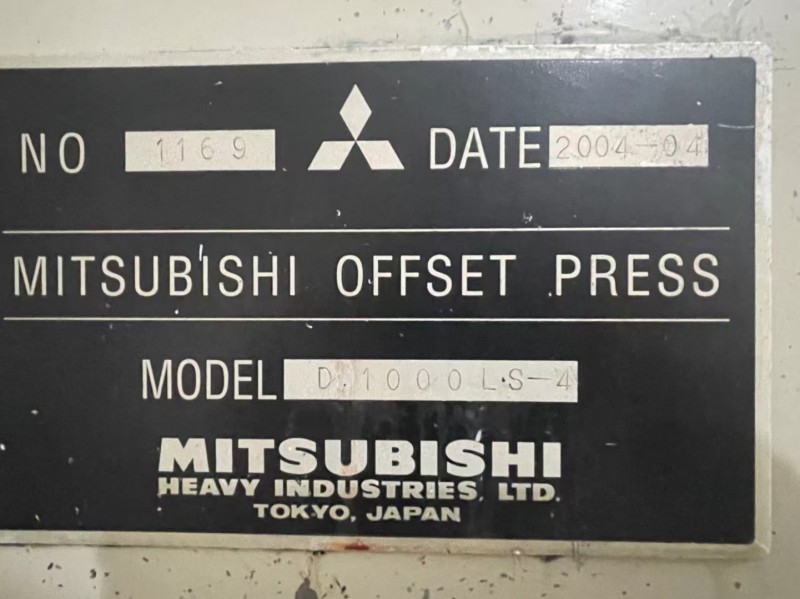 NO 1169 DATE 2004-04
MITSUBISHI OFFSET PRESS
MODEL D.1000LS-4
MITSUBISHI
HEAVY INDUSTRIES, LTD.
TOKYO, JAPAN